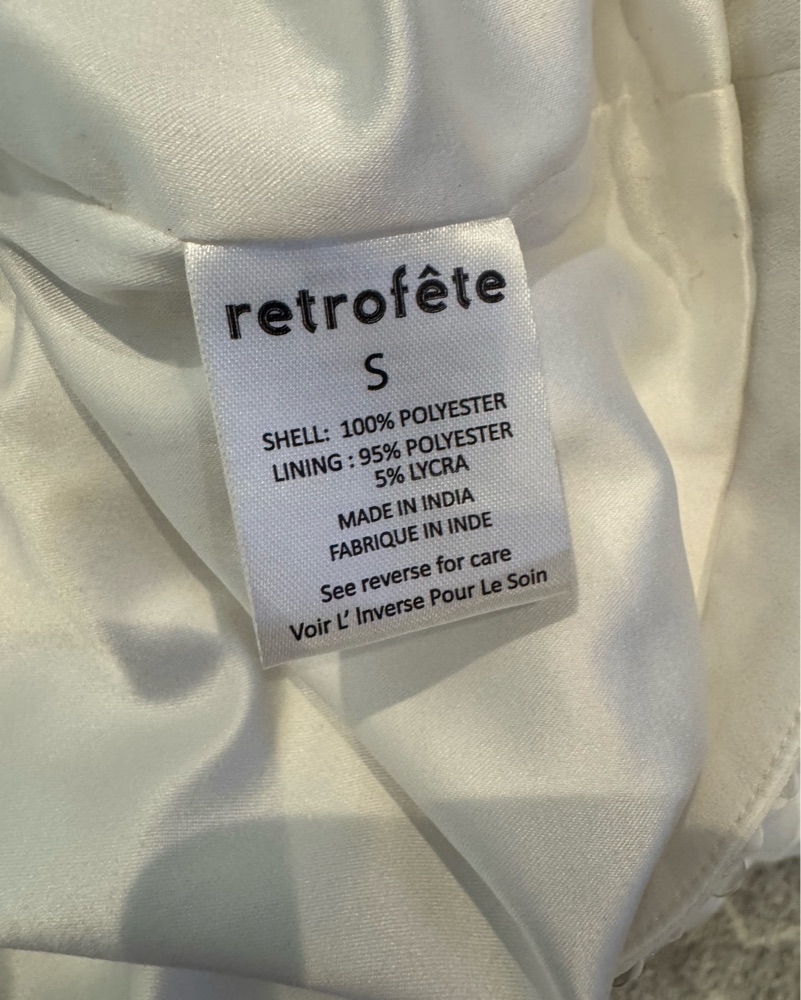 retrofête
S
SHELL: 100% POLYESTER
LINING : 95% POLYESTER
5% LYCRA
MADE IN INDIA
FABRIQUE IN INDE
See reverse for care
Voir L' Inverse Pour Le Soin